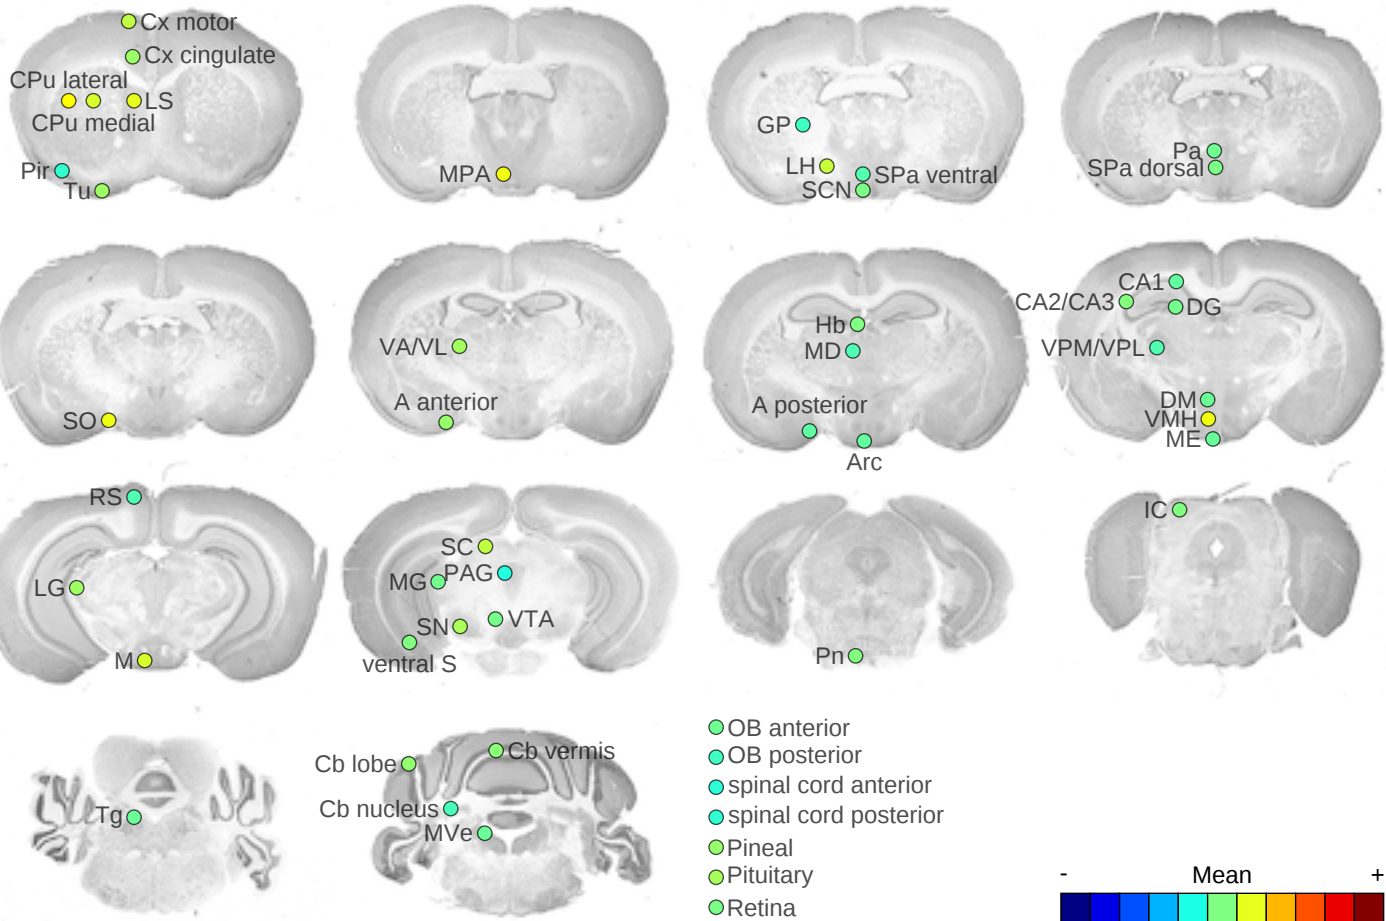 Cx motor
Cx cingulate
CPu lateral
LS
CPu medial
Pir
Tu
MPA
GP
LH
SPa ventral
SCN
Pa
SPa dorsal
SO
VA/VL
A anterior
Hb
MD
A posterior
Arc
CA1
CA2/CA3
DG
VPM/VPL
DM
VMH
ME
RS
LG
M
SC
PAG
MG
VTA
SN
ventral S
Pn
IC
Tg
Cb lobe
Cb vermis
Cb nucleus
MVe
OB anterior
OB posterior
spinal cord anterior
spinal cord posterior
Pineal
Pituitary
Retina
- Mean +